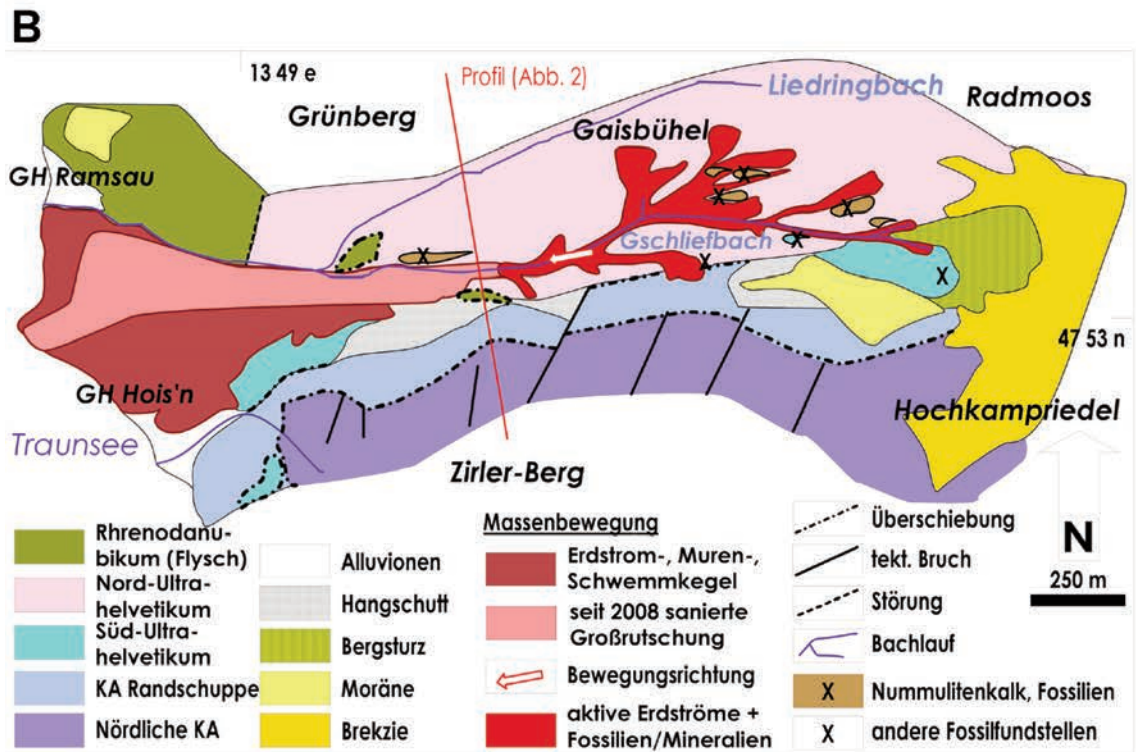 B
13 49 e
Profil (Abb. 2)
Liedringbach
Radmoos
Grünberg
Gaisbühel
GH Ramsau
X
X
X
X
Gschliefbach
X
X
X
X
47 53 n
GH Hois'n
Hochkampriedel
Traunsee
Zirler-Berg
N
250 m
Rhrenodanu-
bikum (Flysch)
Nord-Ultra-
helvetikum
Süd-Ultra-
helvetikum
KA Randschuppe
Nördliche KA
Alluvionen
Hangschutt
Bergsturz
Moräne
Brekzie
Massenbewegung
Erdstrom-, Muren-,
Schwemmkegel
seit 2008 sanierte
Großrutschung
Bewegungsrichtung
aktive Erdströme +
Fossilien/Mineralien
Überschiebung
tekt. Bruch
Störung
Bachlauf
X Nummulitenkalk, Fossilien
X andere Fossilfundstellen